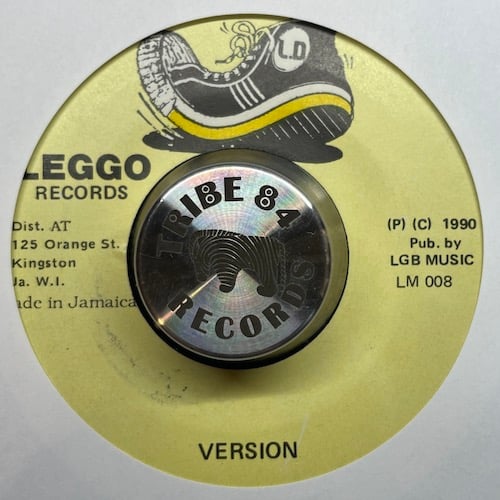 L.D
LEGGO
RECORDS
Dist. AT
125 Orange St.
Kingston
Ja. W.I.
ade in Jamaica
TRIBE 84
RECORDS
(P) (C) 1990
Pub. by
LGB MUSIC
LM 008
VERSION